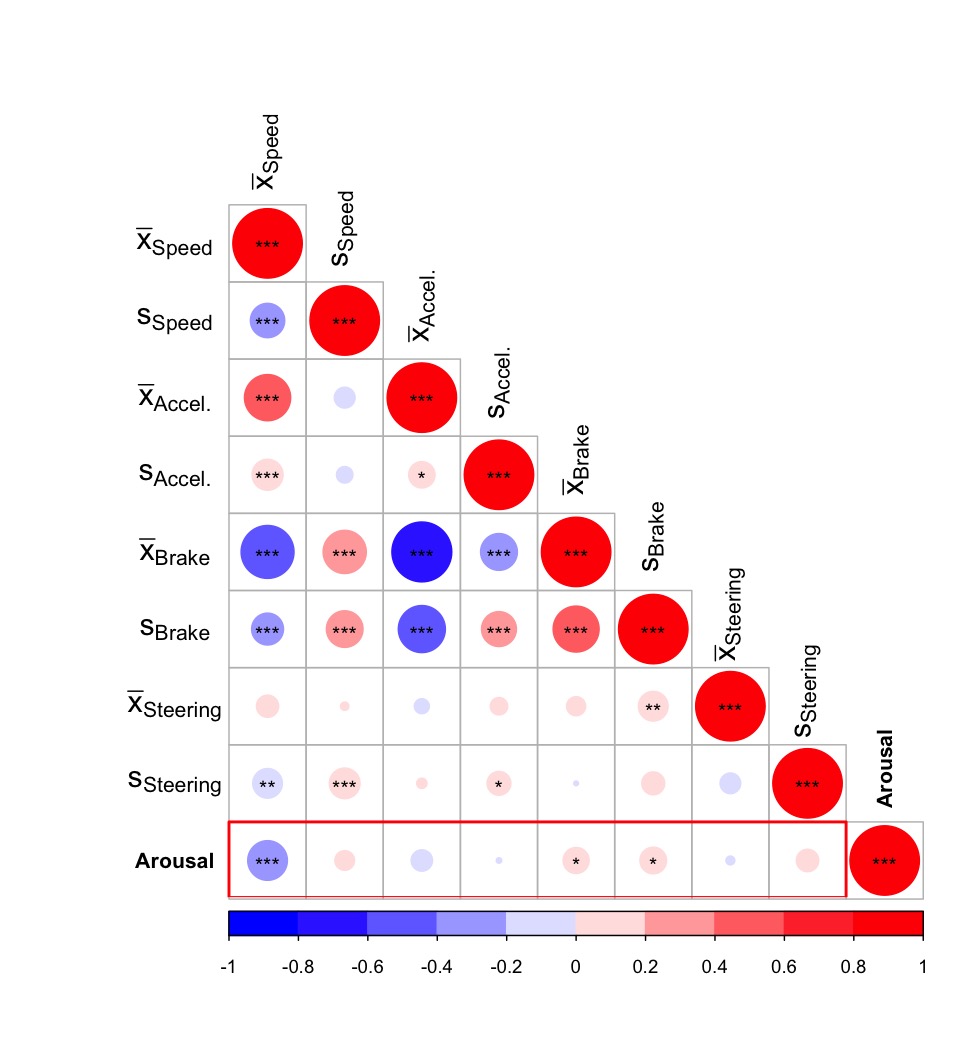 x̄Speed
sSpeed
x̄Accel.
sAccel.
x̄Brake
sBrake
x̄Steering
sSteering
Arousal
x̄Speed ***
sSpeed *** ***
x̄Accel. *** ***
sAccel. *** * ***
x̄Brake *** *** *** *** ***
sBrake *** *** *** *** *** ***
x̄Steering ** ***
sSteering ** *** * ***
Arousal *** * * ***
-1 -0.8 -0.6 -0.4 -0.2 0 0.2 0.4 0.6 0.8 1